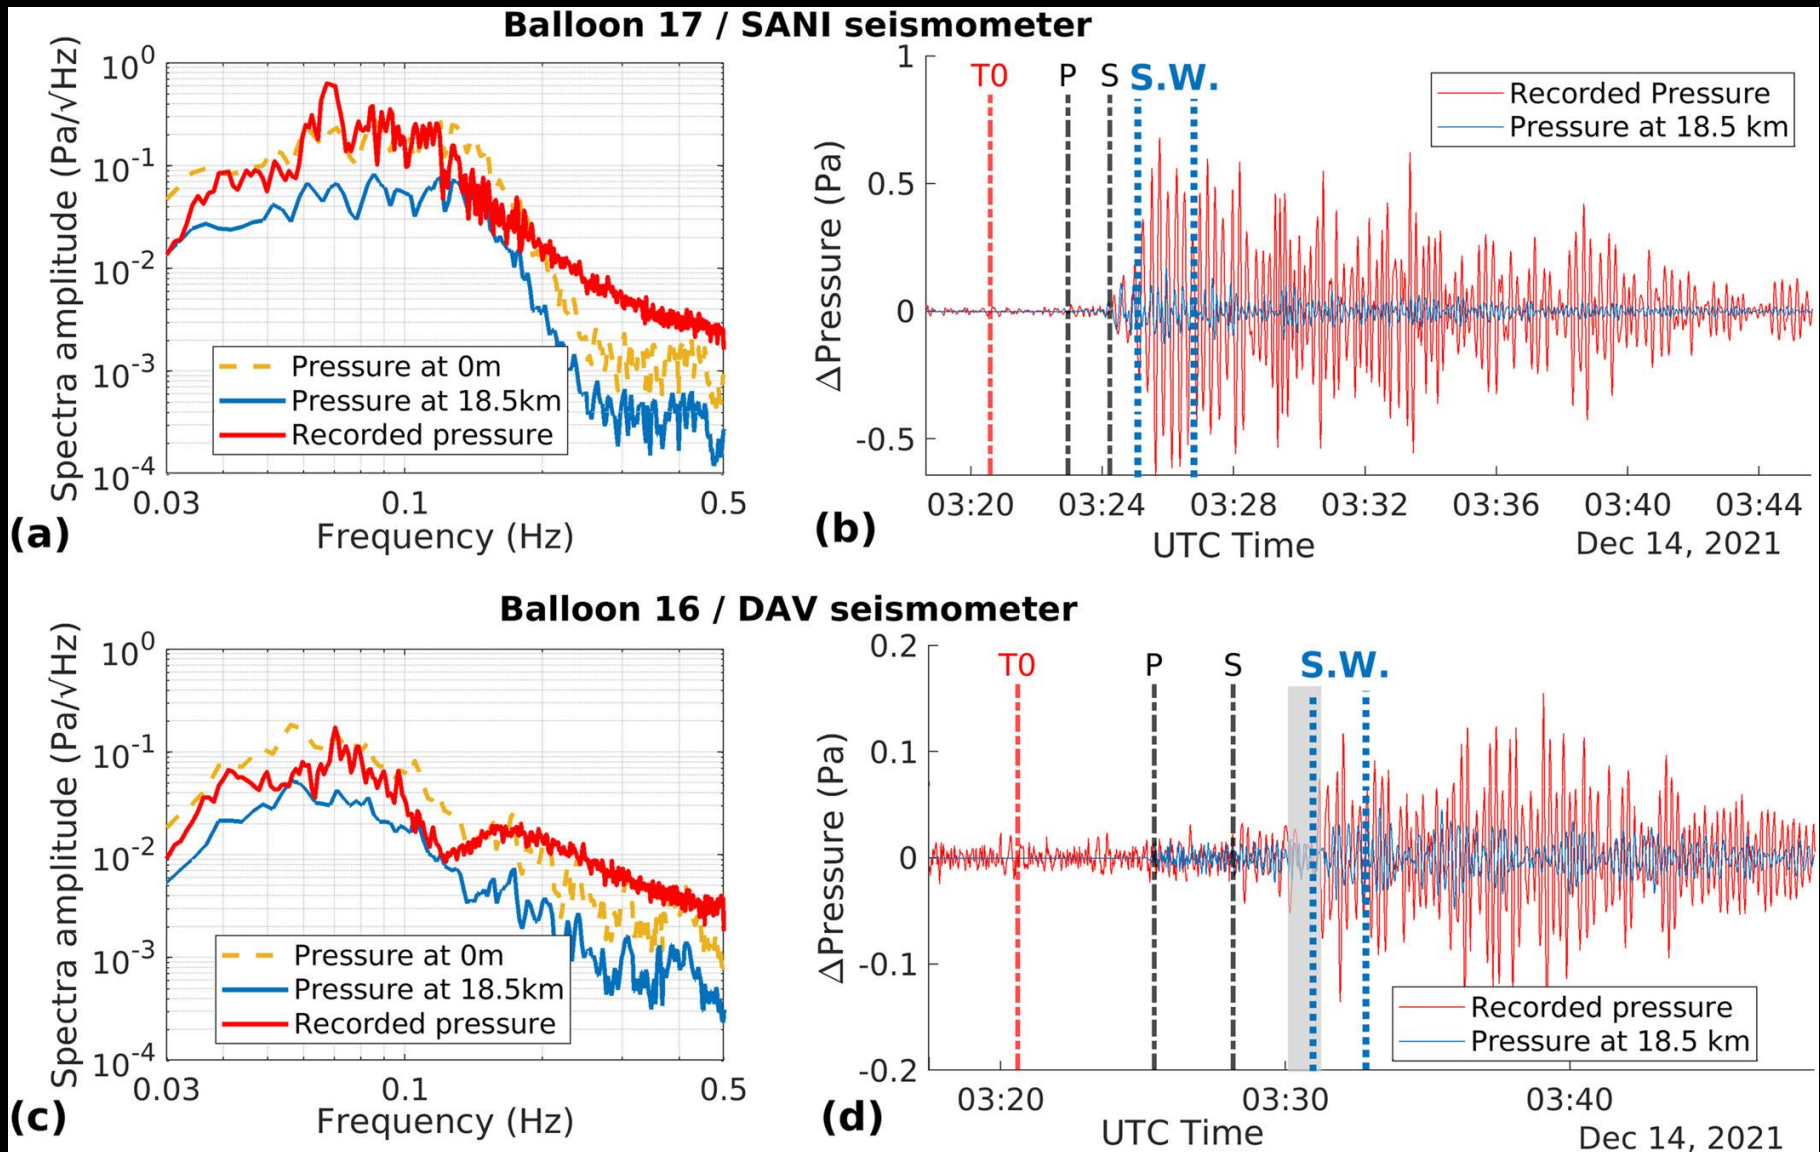 Balloon 17 / SANI seismometer
Spectra amplitude (Pa/√Hz)
10^0
10^-1
10^-2
10^-3
10^-4
Pressure at 0m
Pressure at 18.5km
Recorded pressure
0.03
0.1
0.5
Frequency (Hz)
(a)
ΔPressure (Pa)
1
0.5
0
-0.5
T0
P
S
S.W.
Recorded Pressure
Pressure at 18.5 km
03:20
03:24
03:28
03:32
03:36
03:40
03:44
UTC Time
Dec 14, 2021
(b)
Balloon 16 / DAV seismometer
Spectra amplitude (Pa/√Hz)
10^0
10^-1
10^-2
10^-3
10^-4
Pressure at 0m
Pressure at 18.5km
Recorded pressure
0.03
0.1
0.5
Frequency (Hz)
(c)
ΔPressure (Pa)
0.2
0.1
0
-0.1
-0.2
T0
P
S
S.W.
Recorded pressure
Pressure at 18.5 km
03:20
03:30
03:40
UTC Time
Dec 14, 2021
(d)